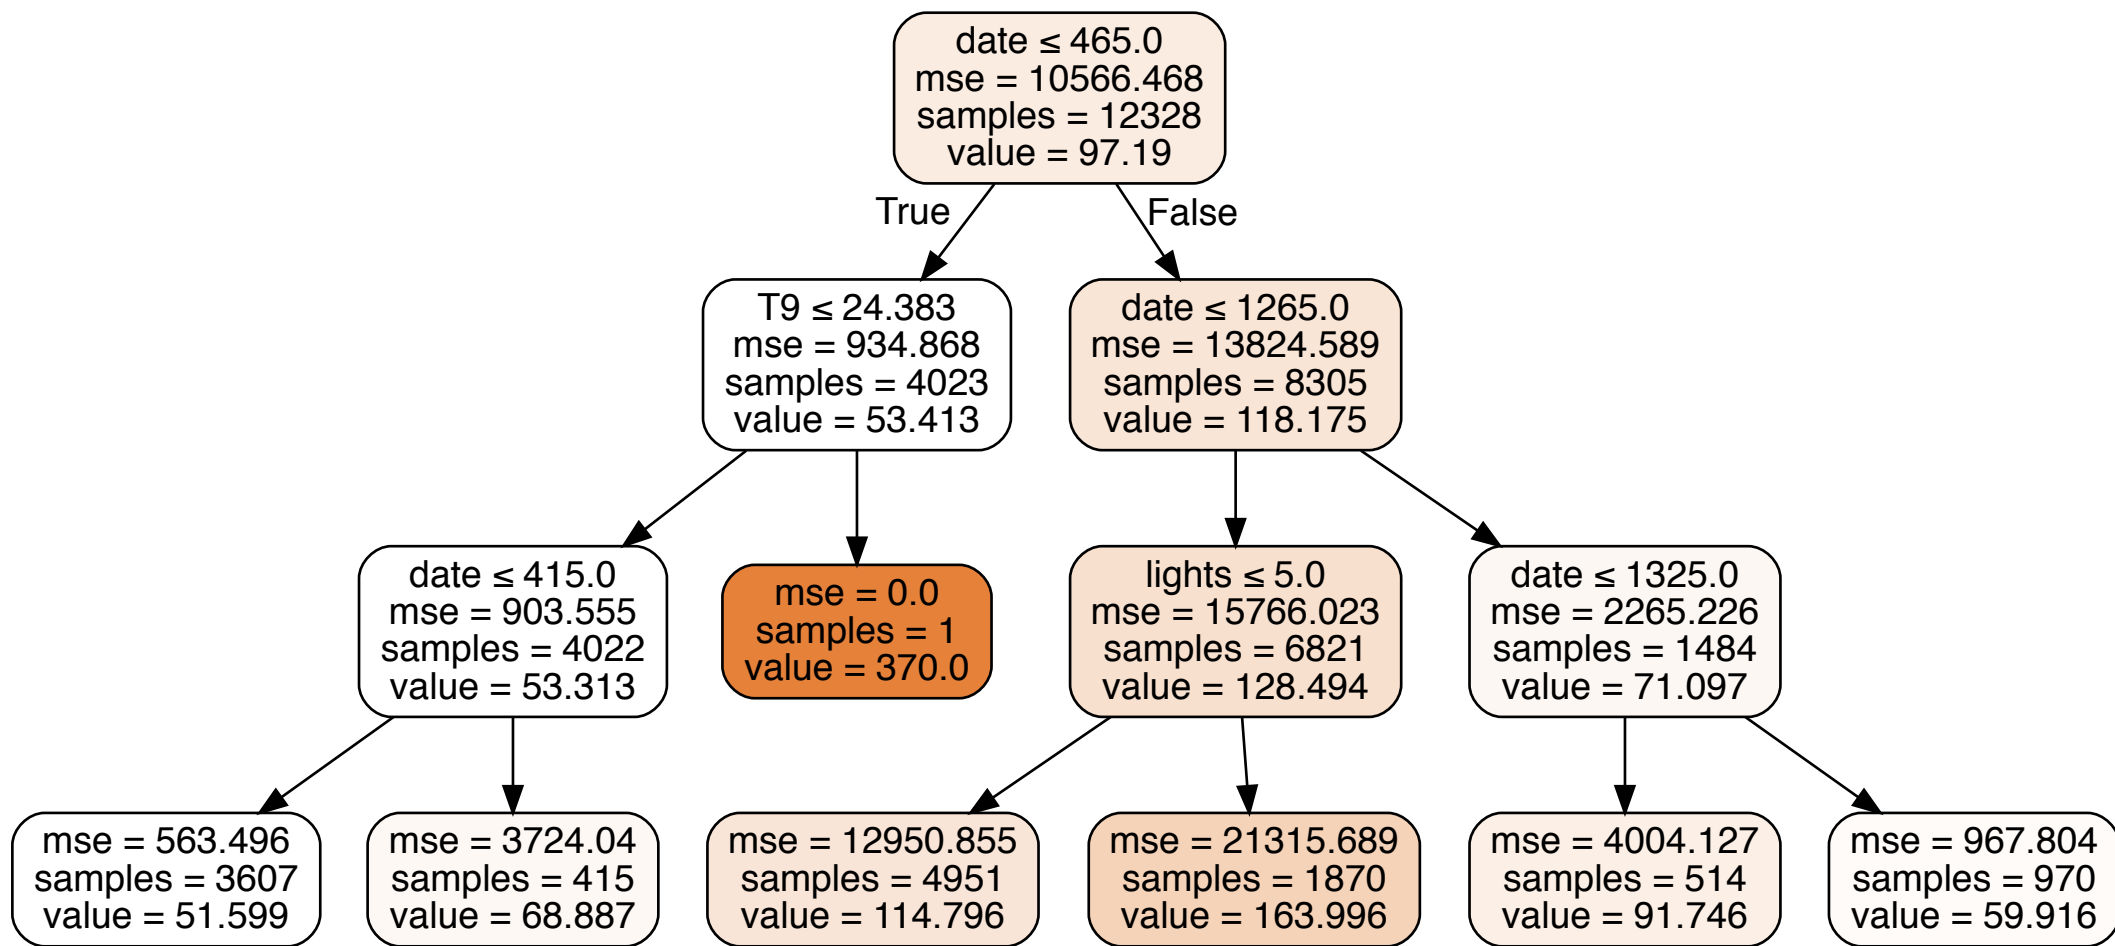 date ≤ 465.0
mse = 10566.468
samples = 12328
value = 97.19
True
False
T9 ≤ 24.383
mse = 934.868
samples = 4023
value = 53.413
date ≤ 1265.0
mse = 13824.589
samples = 8305
value = 118.175
date ≤ 415.0
mse = 903.555
samples = 4022
value = 53.313
mse = 0.0
samples = 1
value = 370.0
lights ≤ 5.0
mse = 15766.023
samples = 6821
value = 128.494
date ≤ 1325.0
mse = 2265.226
samples = 1484
value = 71.097
mse = 563.496
samples = 3607
value = 51.599
mse = 3724.04
samples = 415
value = 68.887
mse = 12950.855
samples = 4951
value = 114.796
mse = 21315.689
samples = 1870
value = 163.996
mse = 4004.127
samples = 514
value = 91.746
mse = 967.804
samples = 970
value = 59.916